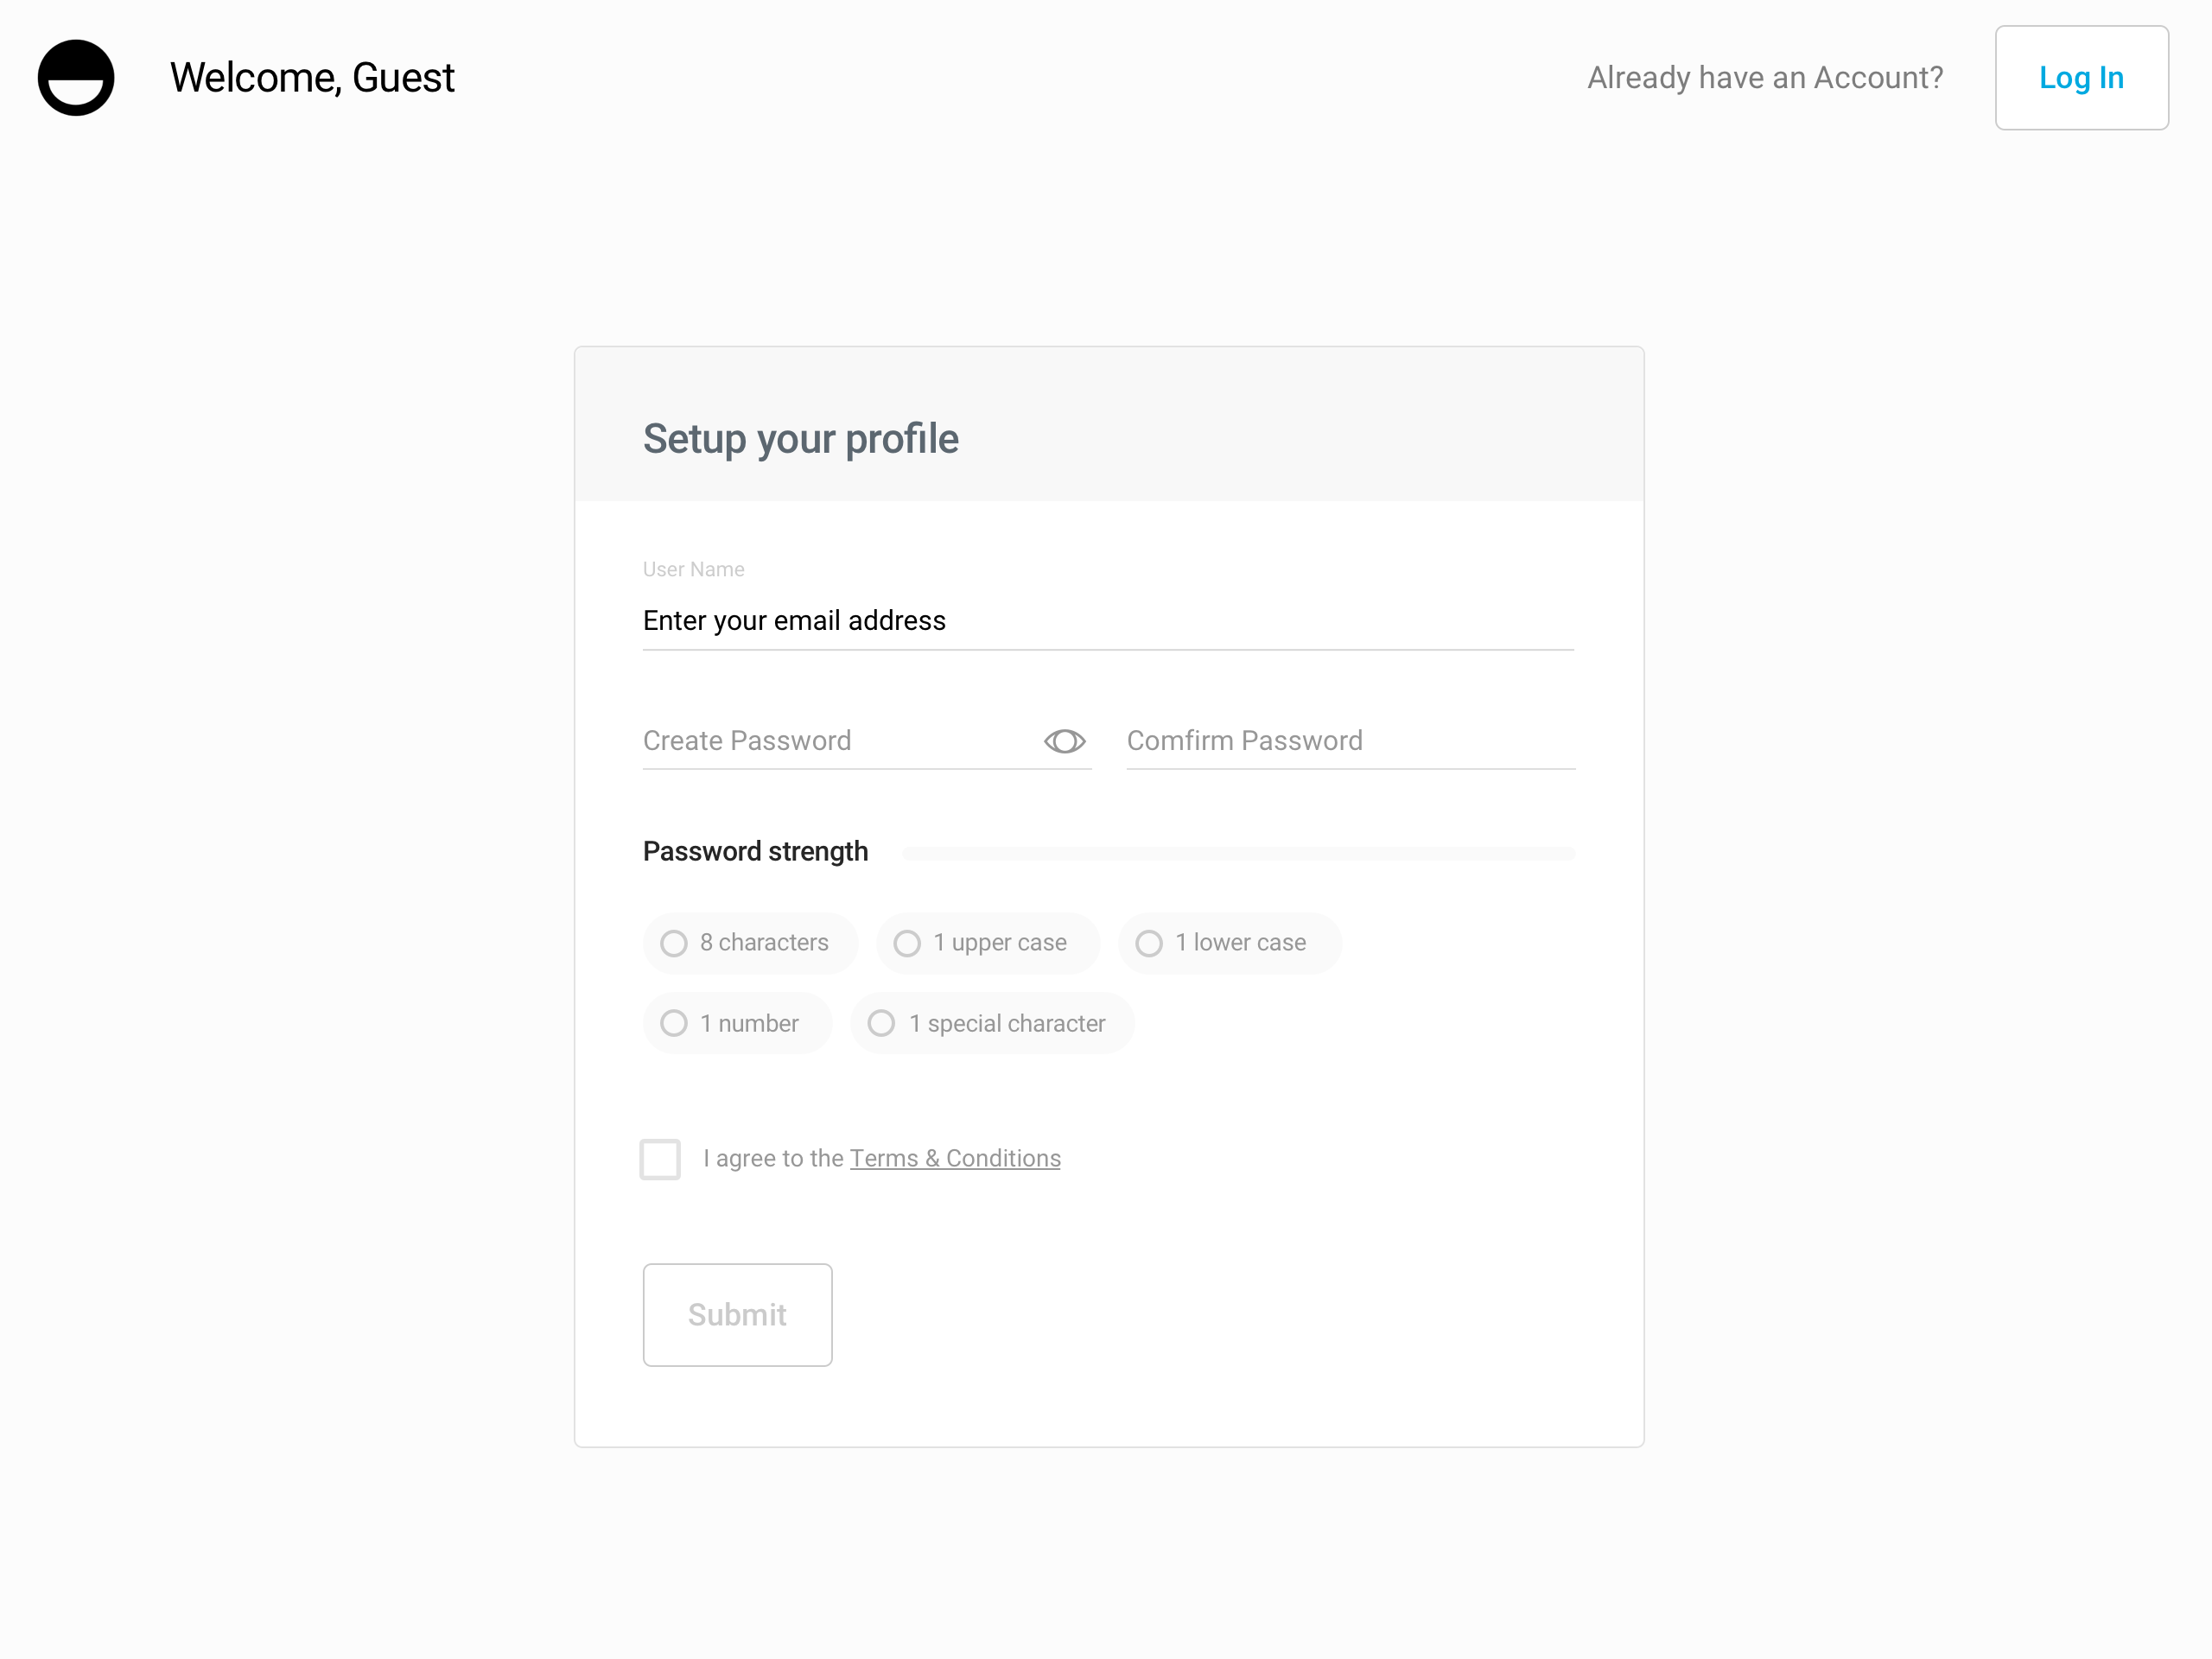 Welcome, Guest
Already have an Account?
Log In
Setup your profile
User Name
Enter your email address
Create Password
Comfirm Password
Password strength
8 characters
1 upper case
1 lower case
1 number
1 special character
I agree to the Terms & Conditions
Submit